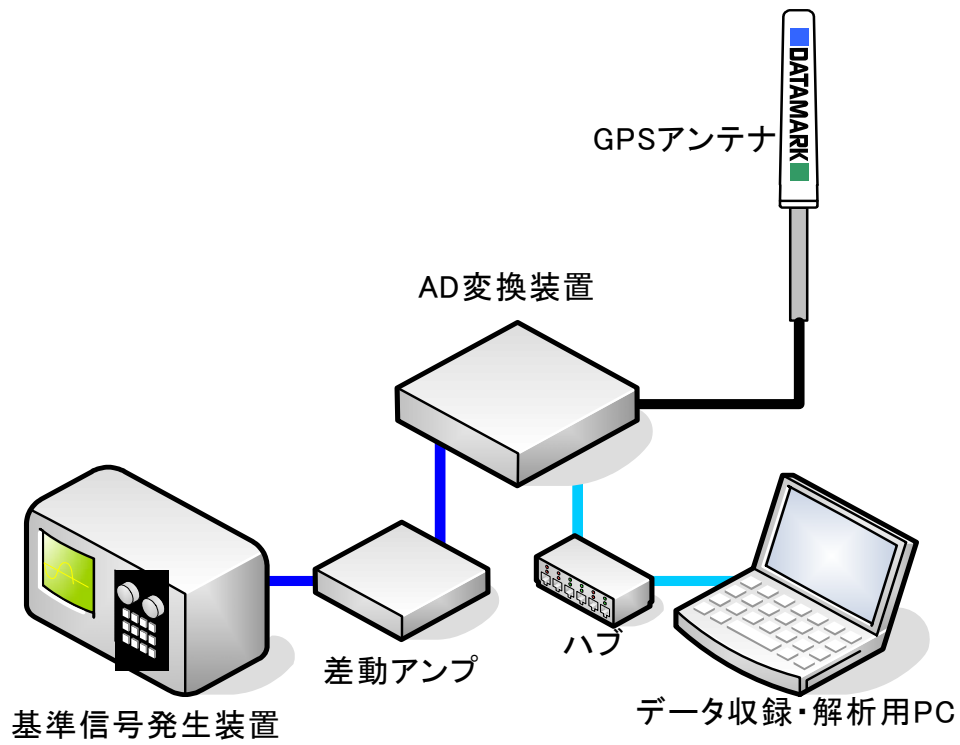 DATAMARK
GPSアンテナ
AD変換装置
差動アンプ
ハブ
基準信号発生装置
データ収録・解析用PC